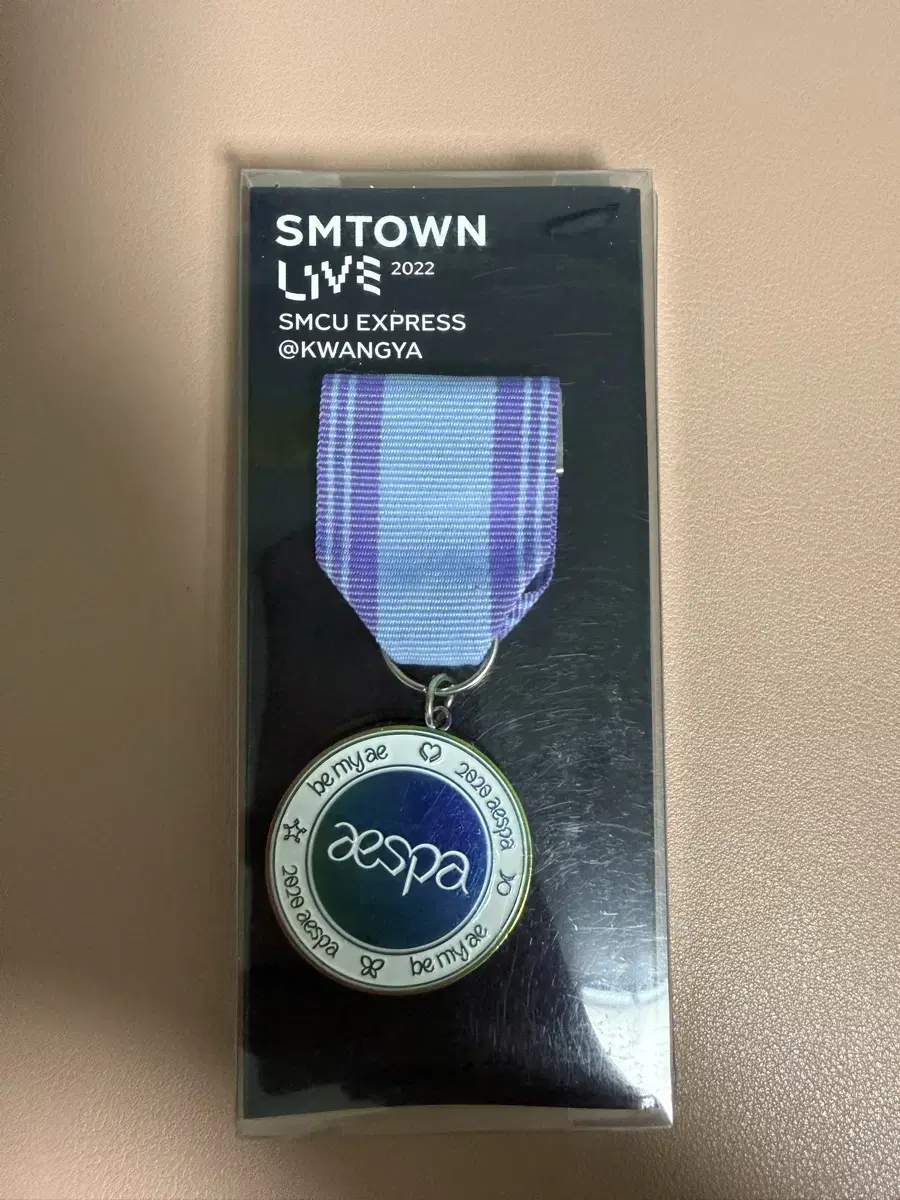 SMTOWN
LIVE 2022
SMCU EXPRESS
@KWANGYA
be my ae
2020 aespa
aespa
2020 aespa
be my ae